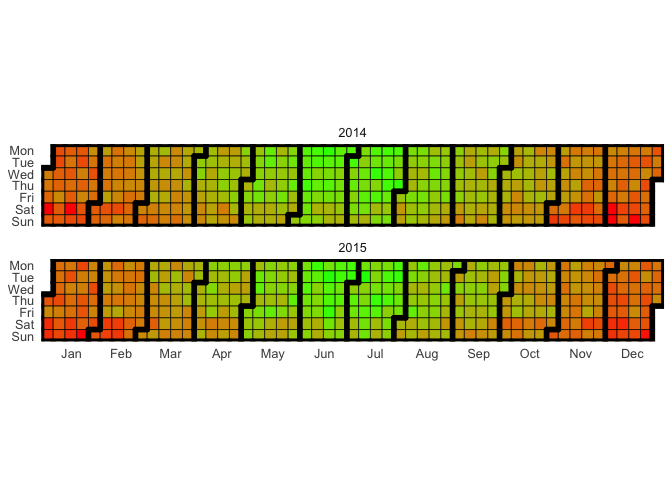 2014
Mon
Tue
Wed
Thu
Fri
Sat
Sun
2015
Mon
Tue
Wed
Thu
Fri
Sat
Sun
Jan Feb Mar Apr May Jun Jul Aug Sep Oct Nov Dec